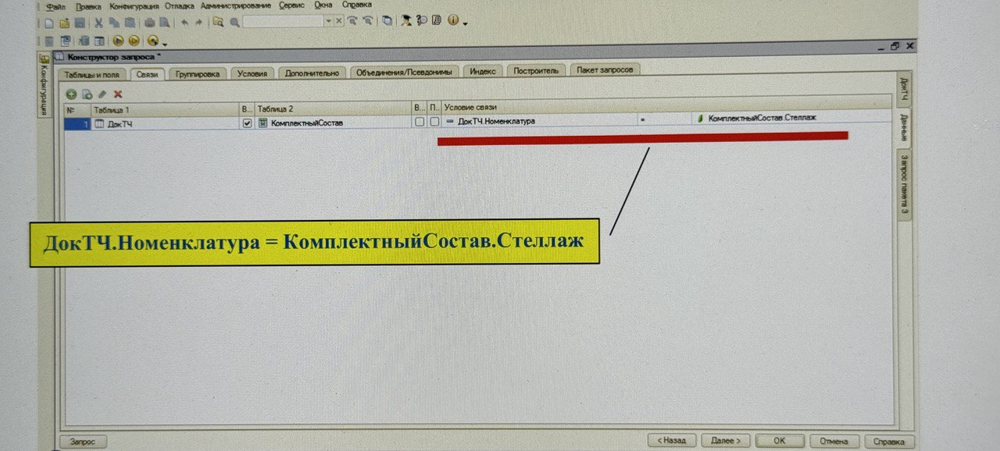 Файл Правка Конфигурация Отладка Администрирование Сервис Окна Справка
Конструктор запроса *
Таблицы и поля Связи Группировка Условия Дополнительно Объединения/Псевдонимы Индекс Построитель Пакет запросов
№ Таблица 1 В... Таблица 2 В... П... Условие связи
1 ДокТЧ КомплектныйСостав ДокТЧ.Номенклатура = КомплектныйСостав.Стеллаж
ДокТЧ.Номенклатура = КомплектныйСостав.Стеллаж
Конфигурация
ДокТЧ
Данные
Запрос пакета 3
Запрос < Назад Далее > OK Отмена Справка